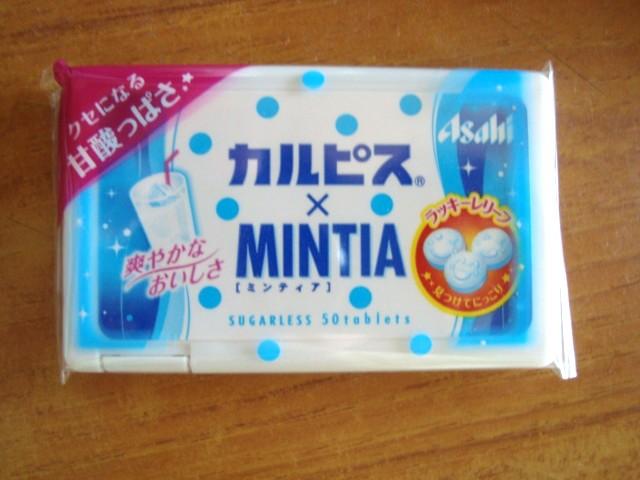 クセになる
甘酸っぱさ
Asahi
カルピス®
×
MINTIA
[ミンティア]
SUGARLESS 50tablets
爽やかな
おいしさ
ラッキーレリーフ
見つけてにっこり